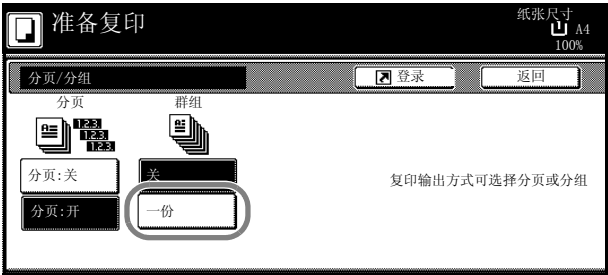 准备复印
纸张尺寸
A4
100%
分页/分组
登录
返回
分页
群组
1.2.3.
1.2.3.
1.2.3.
分页:关
关
复印输出方式可选择分页或分组
分页:开
一份